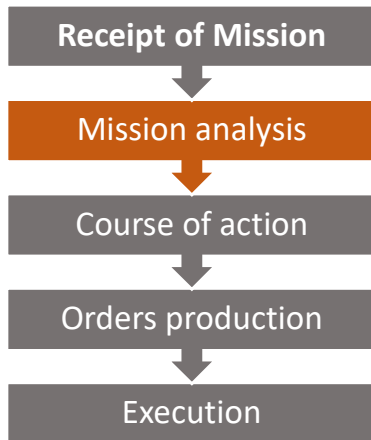 Receipt of Mission
Mission analysis
Course of action
Orders production
Execution